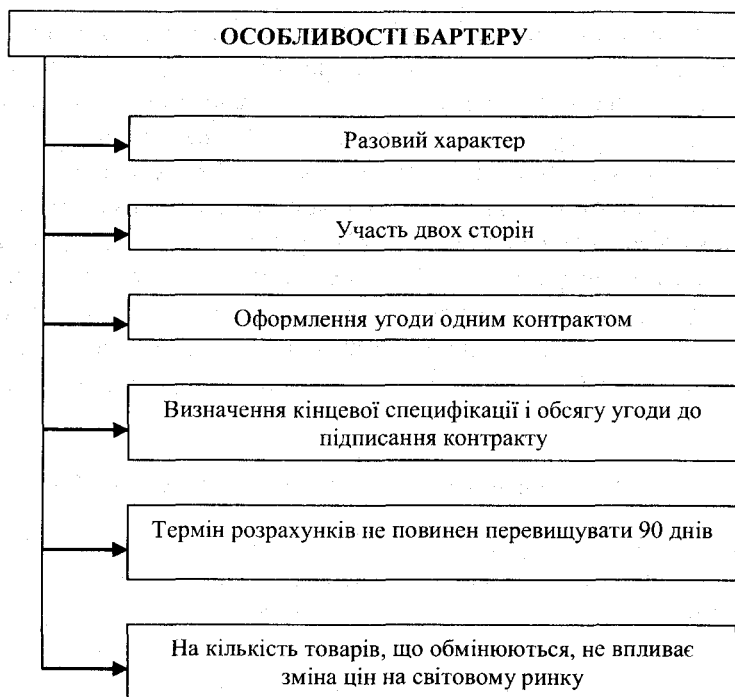 ОСОБЛИВОСТІ БАРТЕРУ
Разовий характер
Участь двох сторін
Оформлення угоди одним контрактом
Визначення кінцевої специфікації і обсягу угоди до
підписання контракту
Термін розрахунків не повинен перевищувати 90 днів
На кількість товарів, що обмінюються, не впливає
зміна цін на світовому ринку